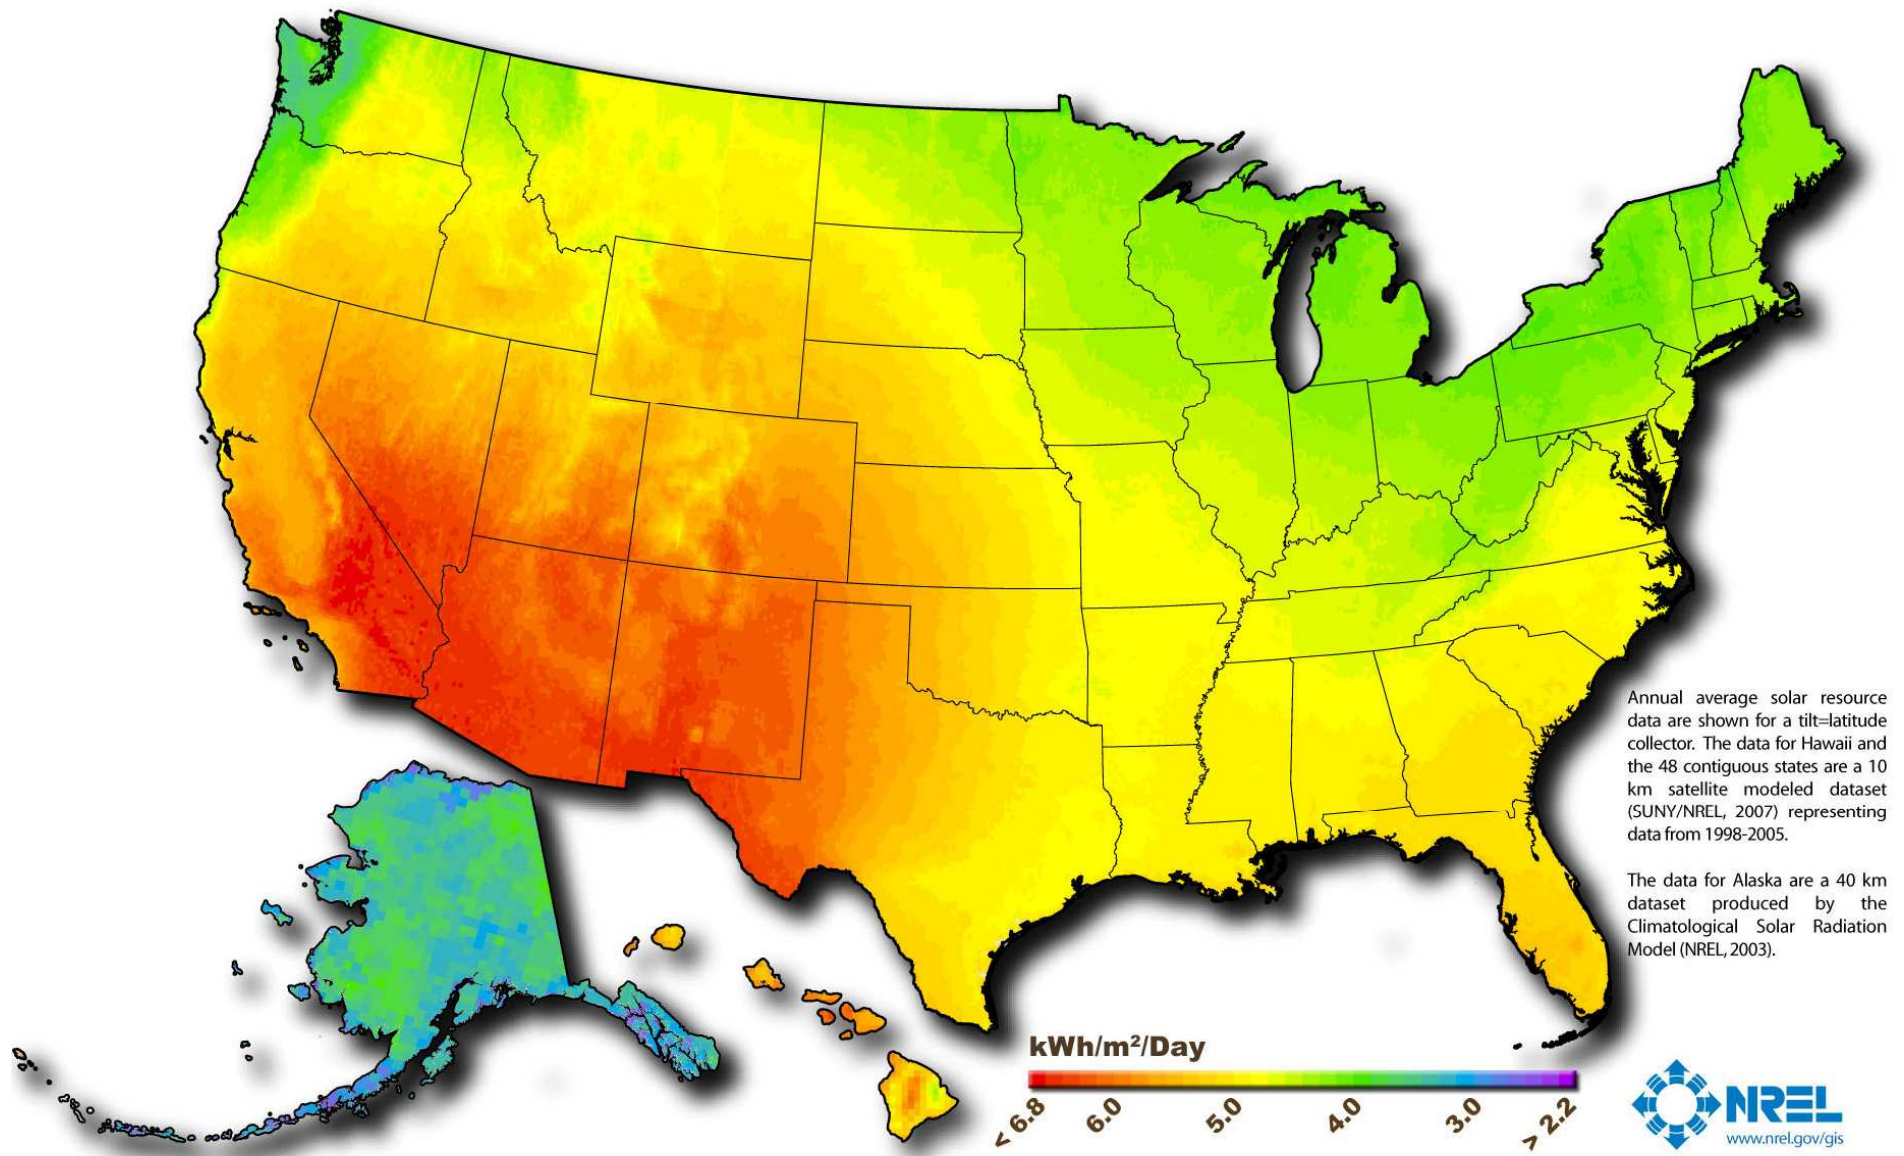 Annual average solar resource
data are shown for a tilt=latitude
collector. The data for Hawaii and
the 48 contiguous states are a 10
km satellite modeled dataset
(SUNY/NREL, 2007) representing
data from 1998-2005.
The data for Alaska are a 40 km
dataset produced by the
Climatological Solar Radiation
Model (NREL, 2003).
kWh/m²/Day
< 6.8 6.0 5.0 4.0 3.0 > 2.2
NREL
www.nrel.gov/gis